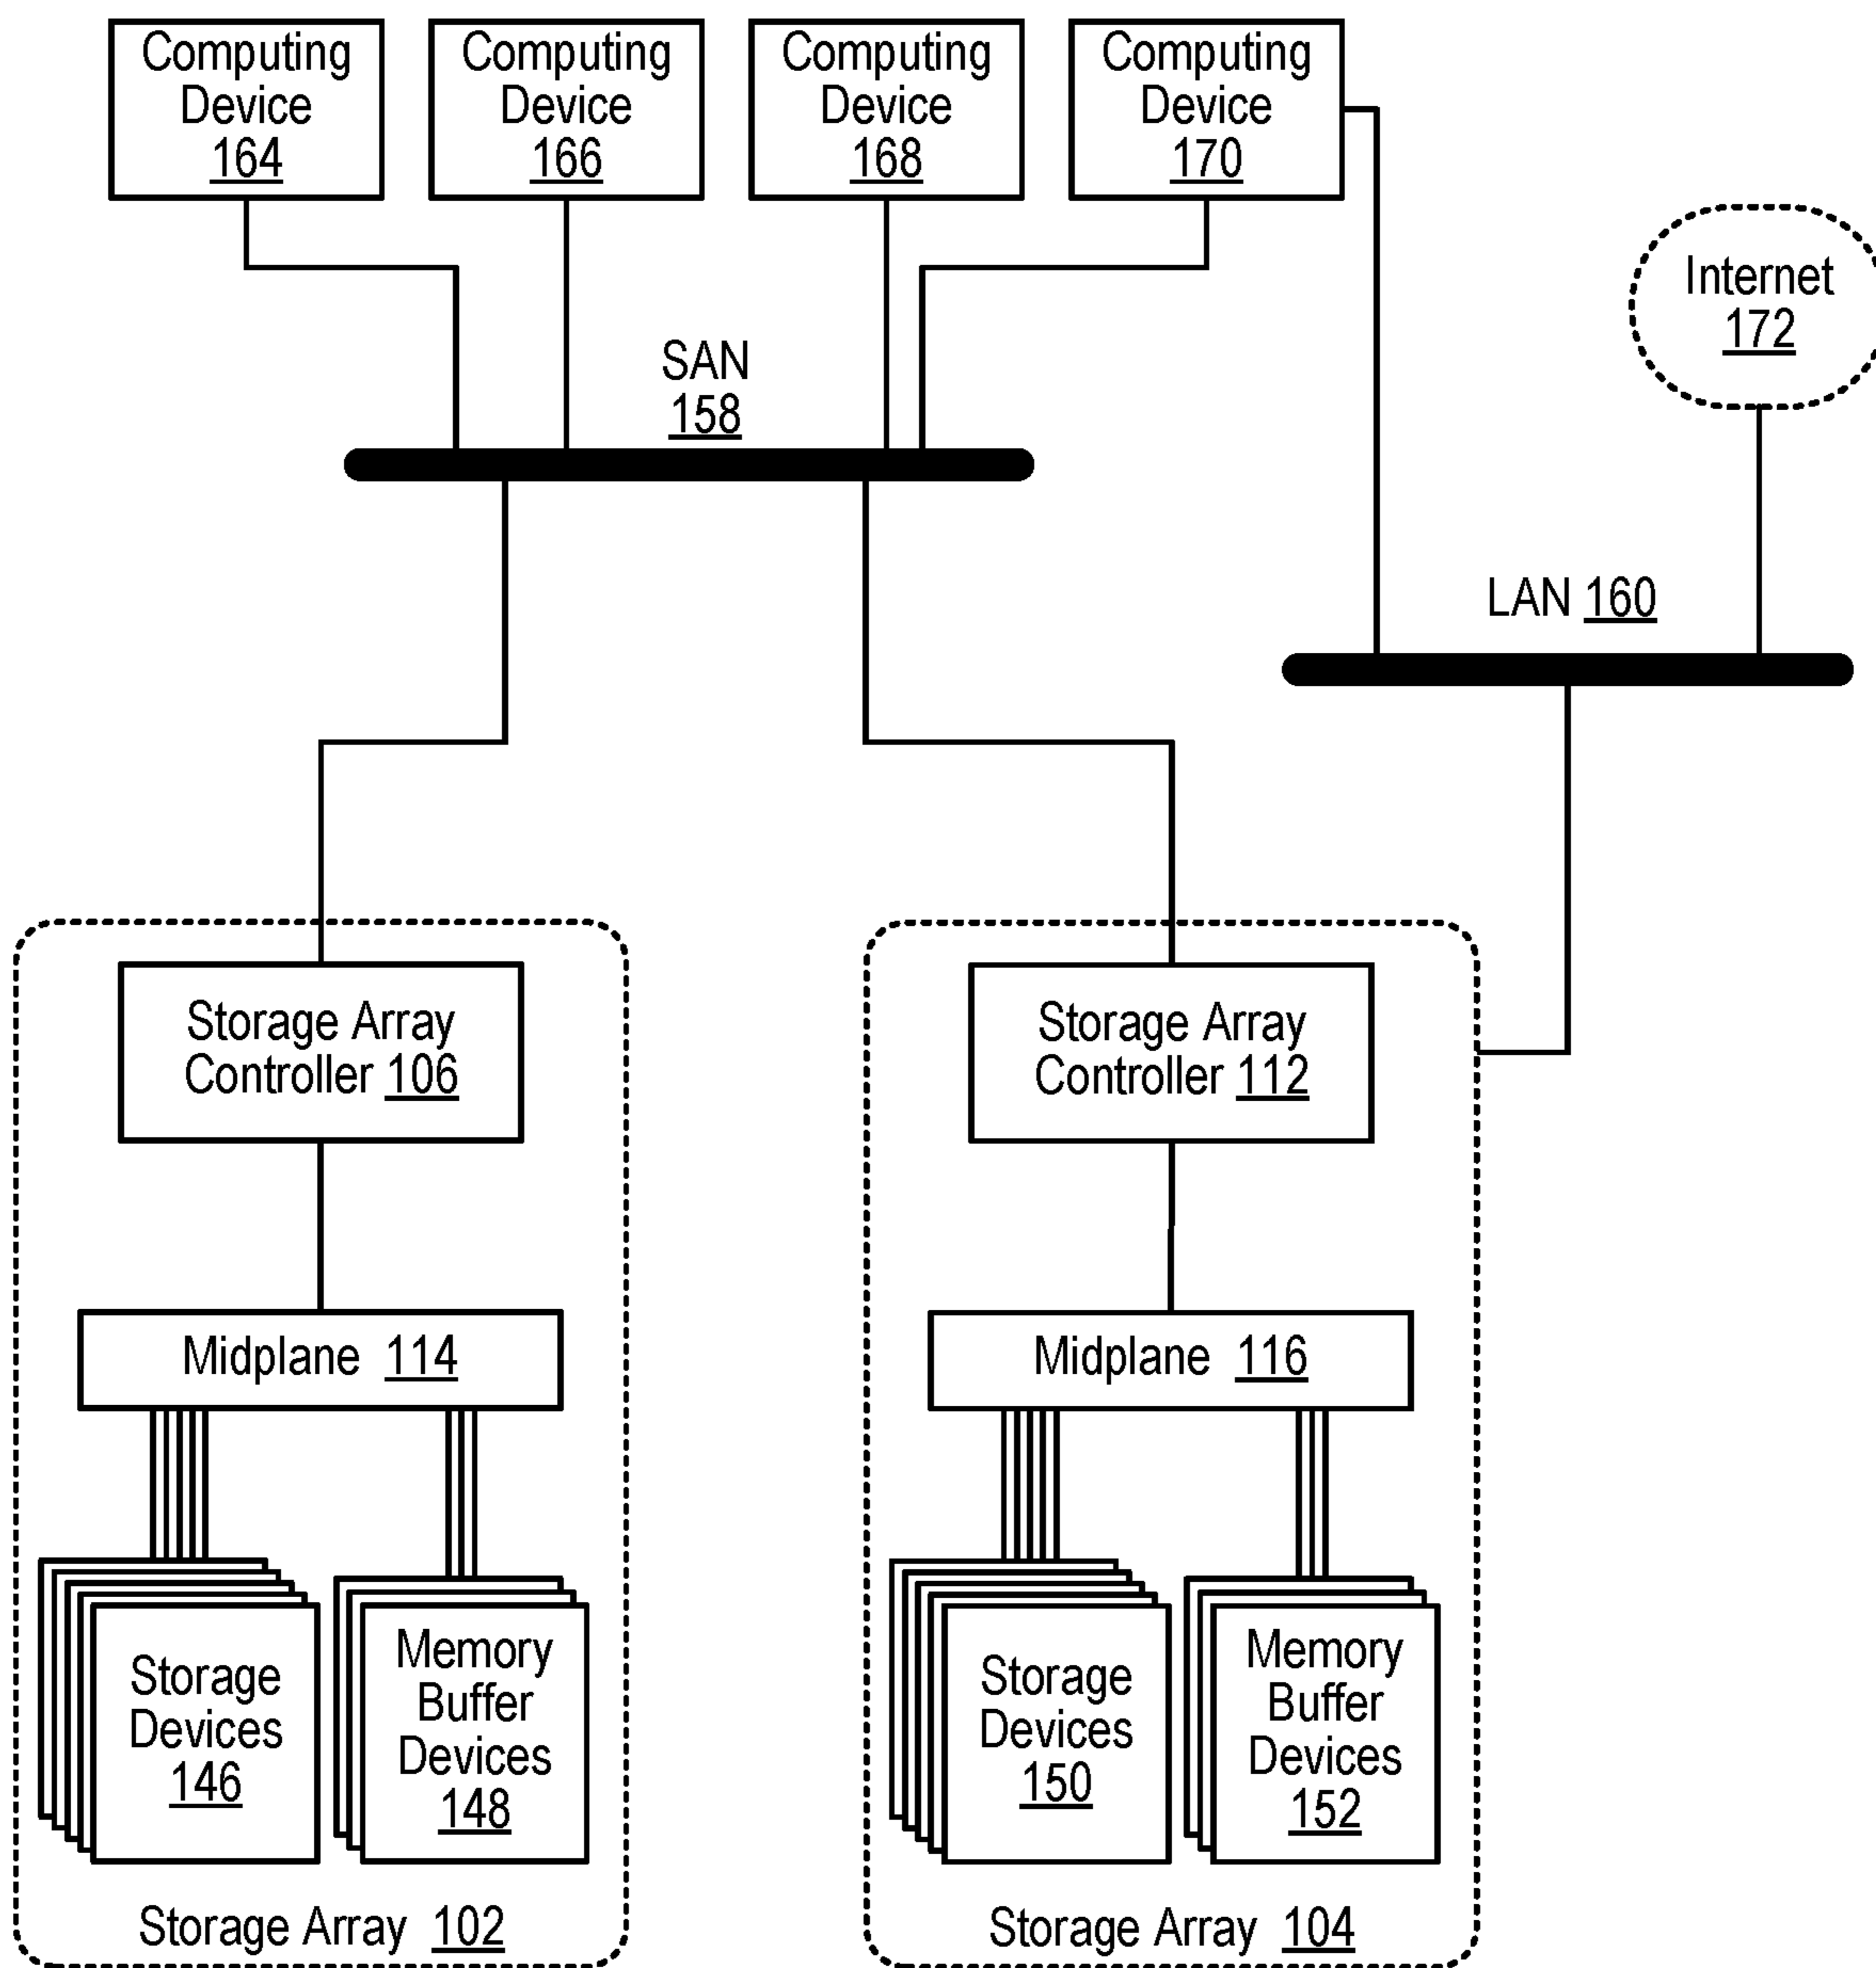 Computing
Device
164
Computing
Device
166
Computing
Device
168
Computing
Device
170
Internet
172
SAN
158
LAN 160
Storage Array
Controller 106
Storage Array
Controller 112
Midplane 114
Midplane 116
Storage
Devices
146
Memory
Buffer
Devices
148
Storage
Devices
150
Memory
Buffer
Devices
152
Storage Array 102
Storage Array 104